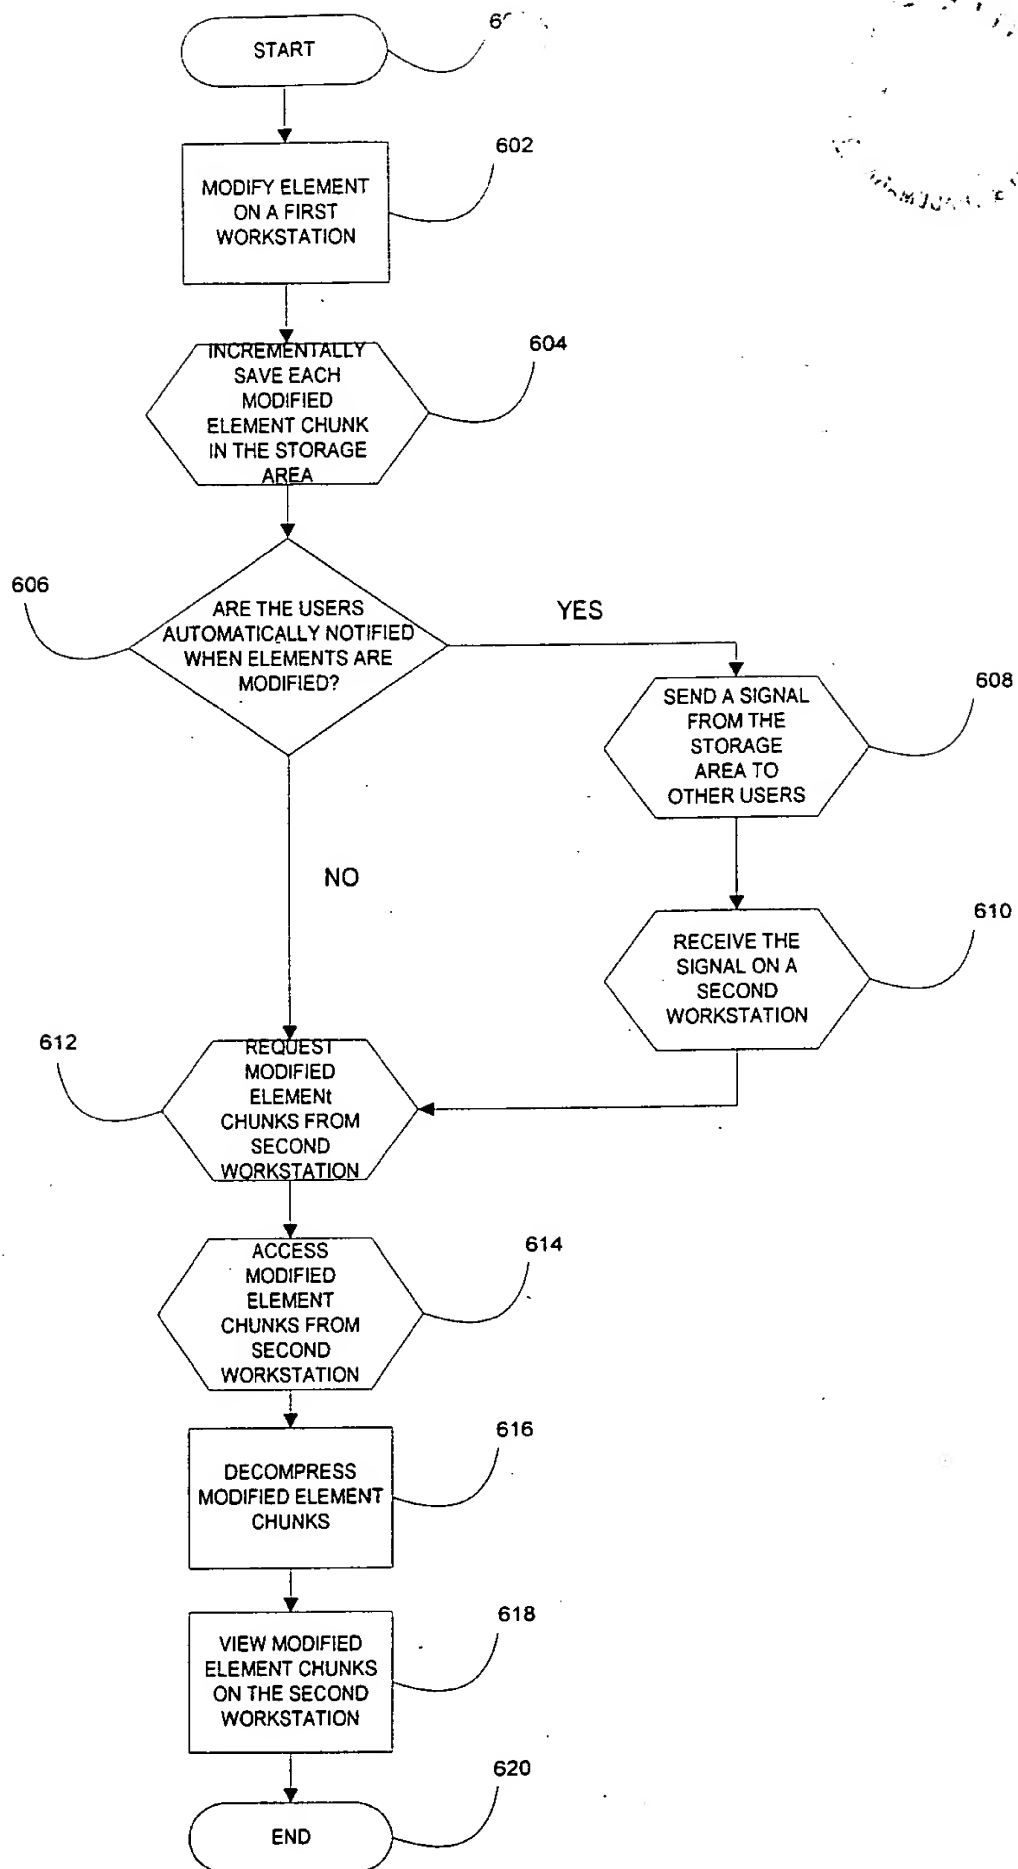 START
602
MODIFY ELEMENT
ON A FIRST
WORKSTATION
604
INCREMENTALLY
SAVE EACH
MODIFIED
ELEMENT CHUNK
IN THE STORAGE
AREA
606
ARE THE USERS
AUTOMATICALLY NOTIFIED
WHEN ELEMENTS ARE
MODIFIED?
YES
608
SEND A SIGNAL
FROM THE
STORAGE
AREA TO
OTHER USERS
NO
610
RECEIVE THE
SIGNAL ON A
SECOND
WORKSTATION
612
REQUEST
MODIFIED
ELEMENt
CHUNKS FROM
SECOND
WORKSTATION
614
ACCESS
MODIFIED
ELEMENT
CHUNKS FROM
SECOND
WORKSTATION
616
DECOMPRESS
MODIFIED ELEMENT
CHUNKS
618
VIEW MODIFIED
ELEMENT CHUNKS
ON THE SECOND
WORKSTATION
620
END